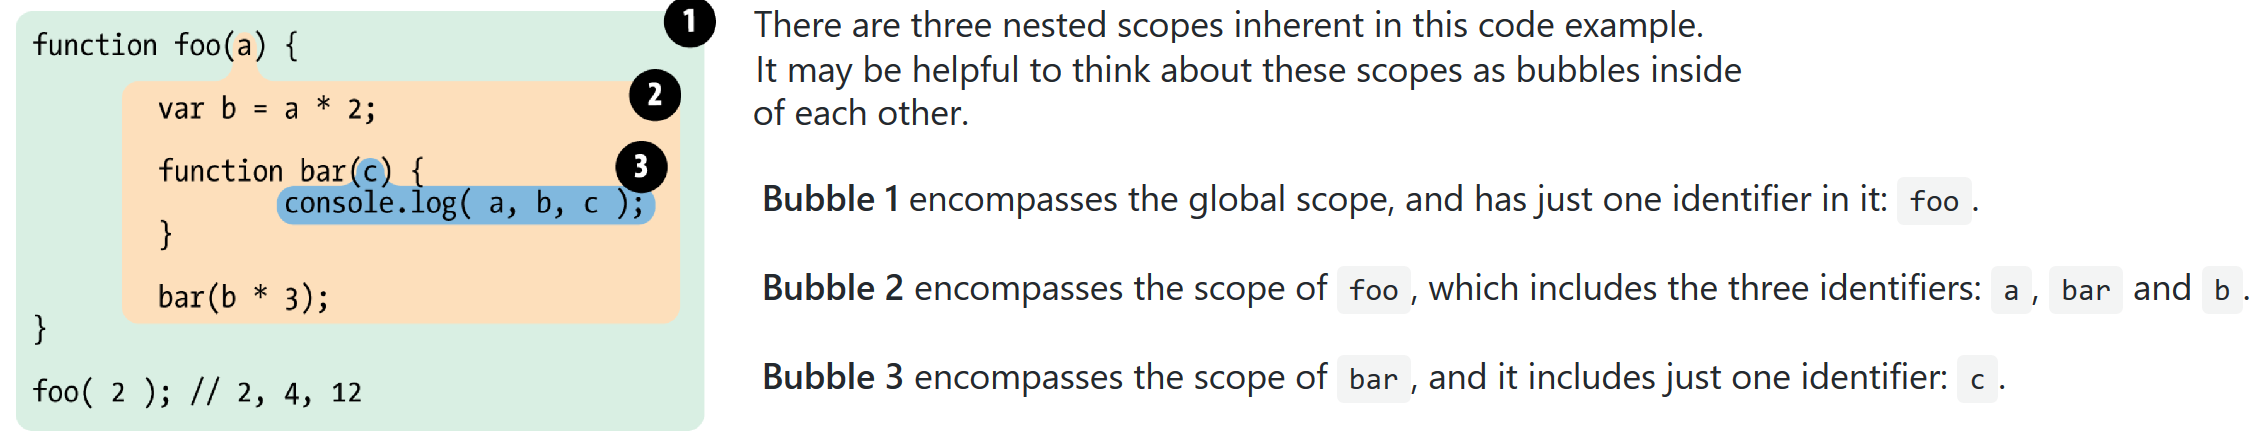 function foo(a) {
1
var b = a * 2;
2
function bar(c) {
3
console.log( a, b, c );
}
bar(b * 3);
}
foo( 2 ); // 2, 4, 12
There are three nested scopes inherent in this code example.
It may be helpful to think about these scopes as bubbles inside
of each other.
Bubble 1 encompasses the global scope, and has just one identifier in it: foo .
Bubble 2 encompasses the scope of foo , which includes the three identifiers: a , bar and b .
Bubble 3 encompasses the scope of bar , and it includes just one identifier: c .